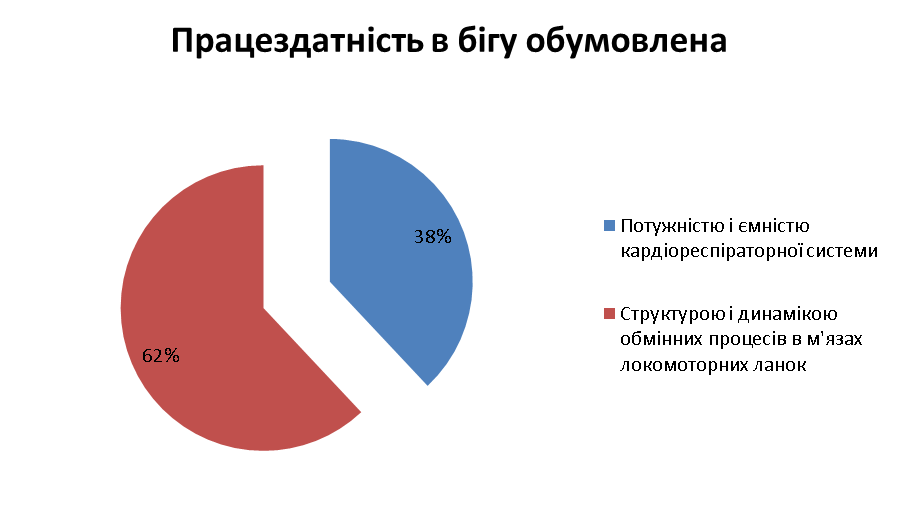 Працездатність в бігу обумовлена
38%
62%
Потужністю і ємністю
кардіореспіраторної системи
Структурою і динамікою
обмінних процесів в м'язах
локомоторних ланок